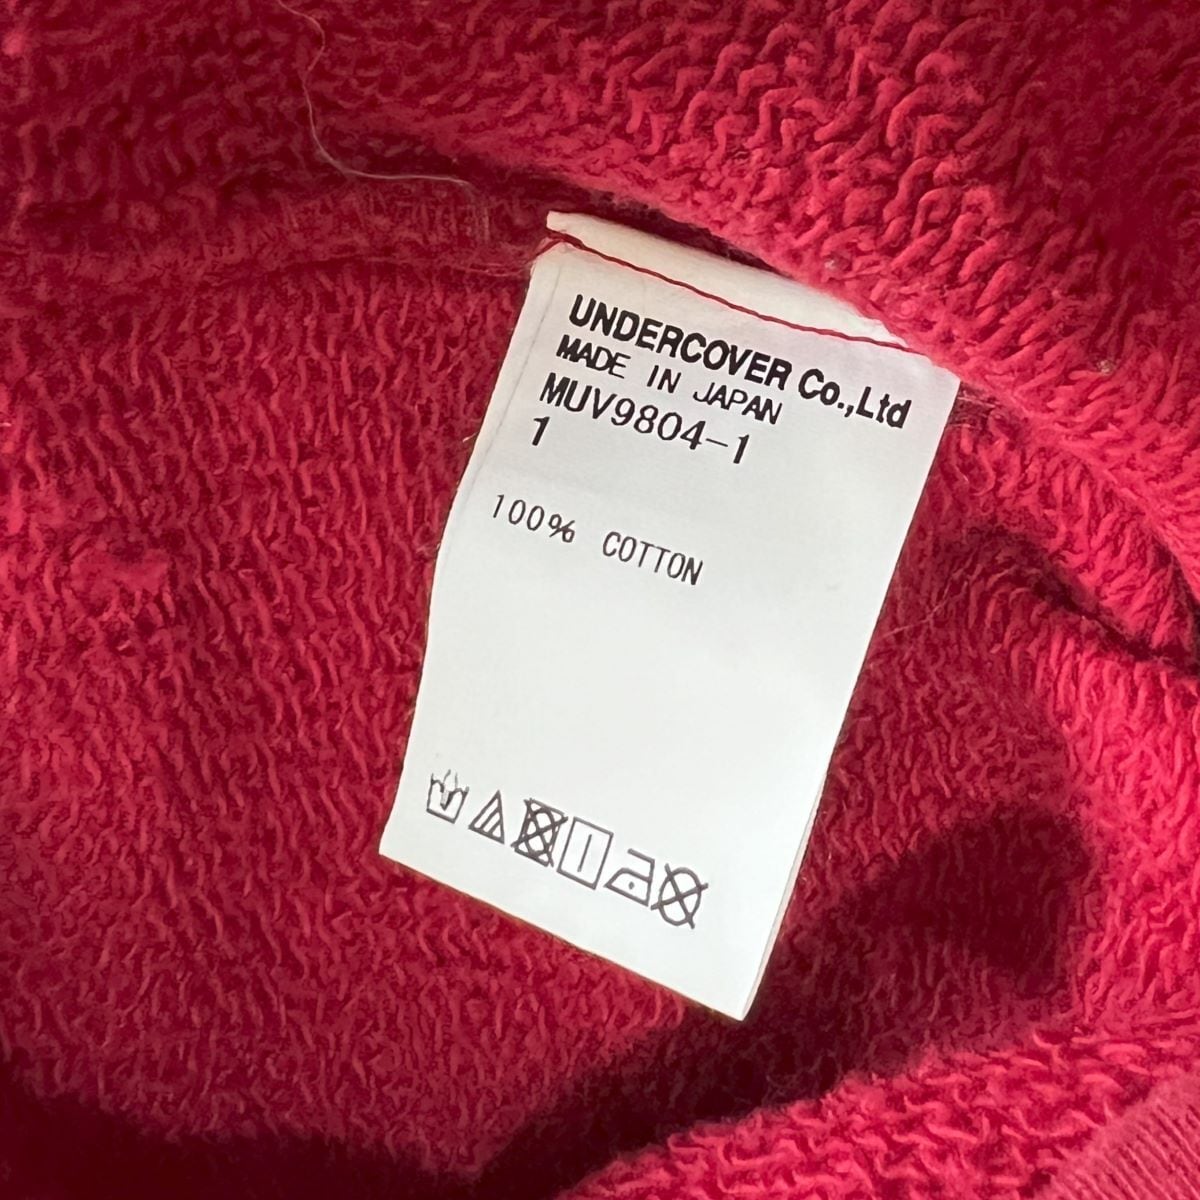 UNDERCOVER Co.,Ltd
MADE IN JAPAN
MUV9804-1
1
100% COTTON